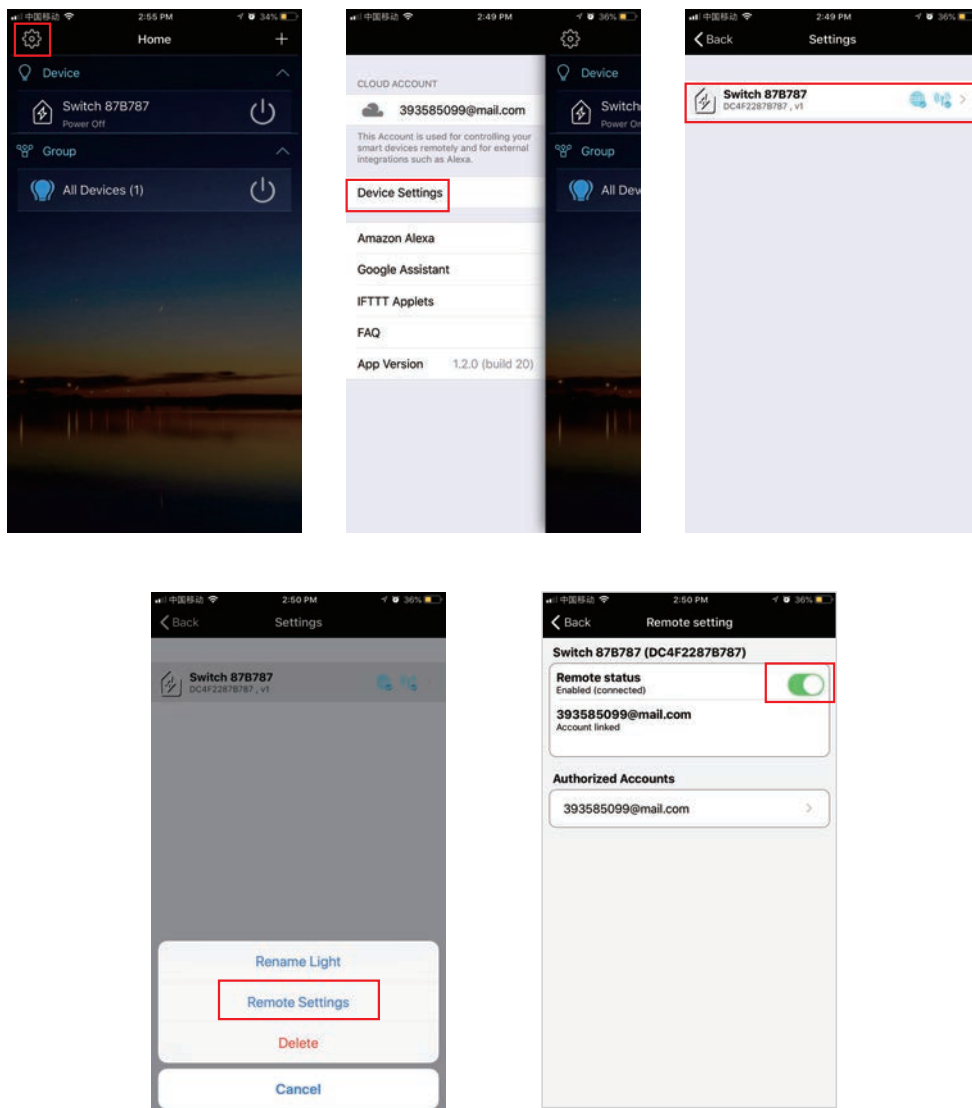 中国移动 2:55 PM 34%
Home
Device
Switch 87B787
Power Off
Group
All Devices (1)
中国移动 2:49 PM 36%
CLOUD ACCOUNT
393585099@mail.com
This Account is used for controlling your
smart devices remotely and for external
integrations such as Alexa.
Device Settings
Amazon Alexa
Google Assistant
IFTTT Applets
FAQ
App Version 1.2.0 (build 20)
Device
Switch
Power On
Group
All Dev
中国移动 2:49 PM 36%
Back Settings
Switch 87B787
DC4F2287B787 , v1
中国移动 2:50 PM 36%
Back Settings
Switch 87B787
DC4F2287B787 , v1
Rename Light
Remote Settings
Delete
Cancel
中国移动 2:50 PM 36%
Back Remote setting
Switch 87B787 (DC4F2287B787)
Remote status
Enabled (connected)
393585099@mail.com
Account linked
Authorized Accounts
393585099@mail.com